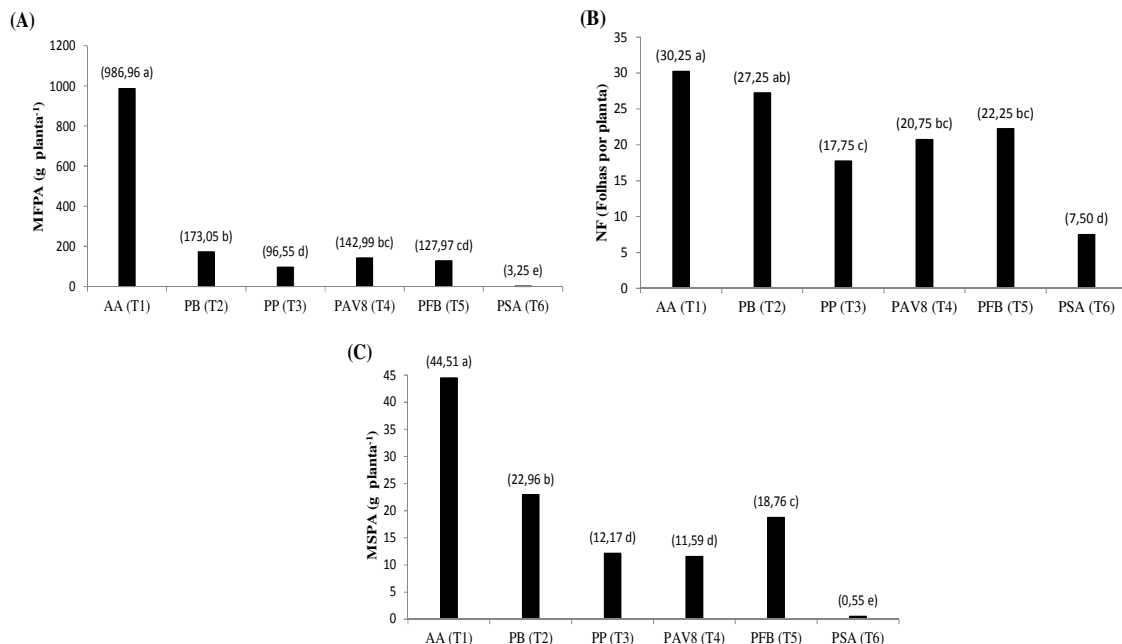 (A)
MFPA (g planta-1)
1200
1000
800
600
400
200
0
(986,96 a)
(173,05 b)
(96,55 d)
(142,99 bc)
(127,97 cd)
(3,25 e)
AA (T1) PB (T2) PP (T3) PAV8 (T4) PFB (T5) PSA (T6)
(B)
NF (Folhas por planta)
35
30
25
20
15
10
5
0
(30,25 a)
(27,25 ab)
(17,75 c)
(20,75 bc)
(22,25 bc)
(7,50 d)
AA (T1) PB (T2) PP (T3) PAV8 (T4) PFB (T5) PSA (T6)
(C)
MSPA (g planta-1)
45
40
35
30
25
20
15
10
5
0
(44,51 a)
(22,96 b)
(12,17 d)
(11,59 d)
(18,76 c)
(0,55 e)
AA (T1) PB (T2) PP (T3) PAV8 (T4) PFB (T5) PSA (T6)